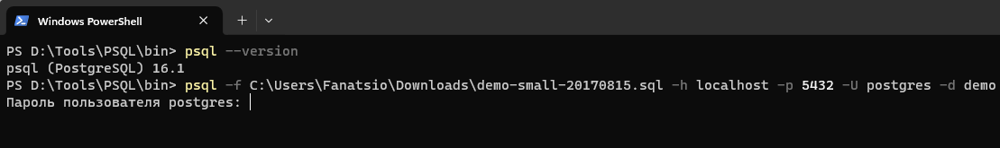 Windows PowerShell
PS D:\Tools\PSQL\bin> psql --version
psql (PostgreSQL) 16.1
PS D:\Tools\PSQL\bin> psql -f C:\Users\Fanatsio\Downloads\demo-small-20170815.sql -h localhost -p 5432 -U postgres -d demo
Пароль пользователя postgres: